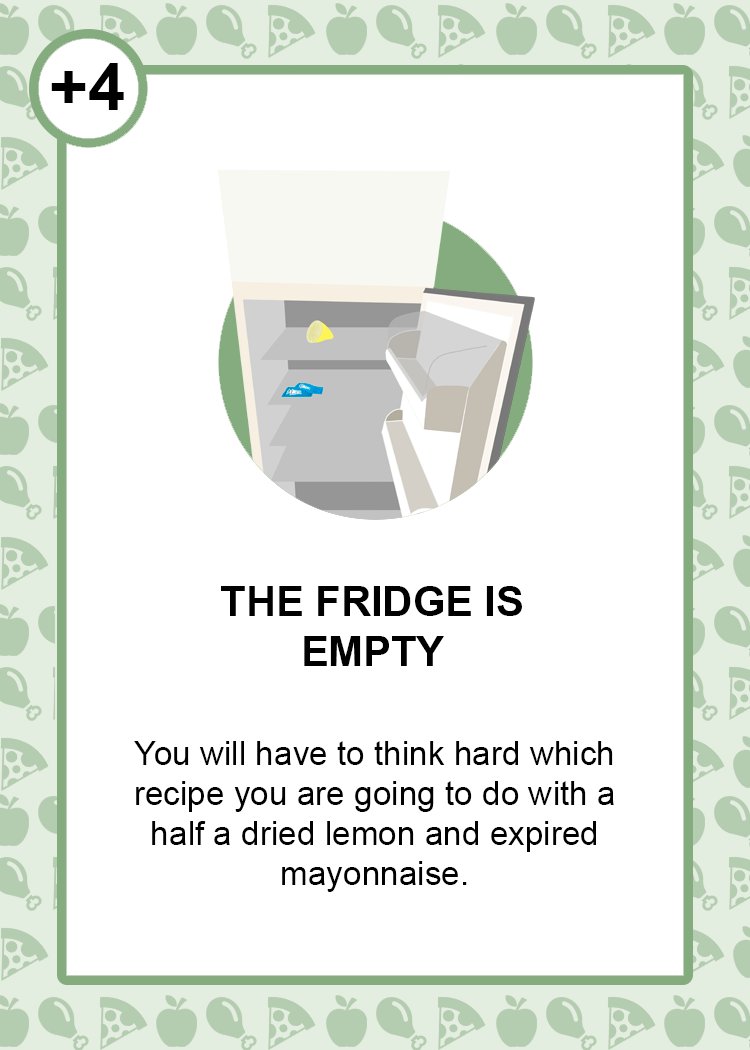 +4
THE FRIDGE IS
EMPTY
You will have to think hard which
recipe you are going to do with a
half a dried lemon and expired
mayonnaise.